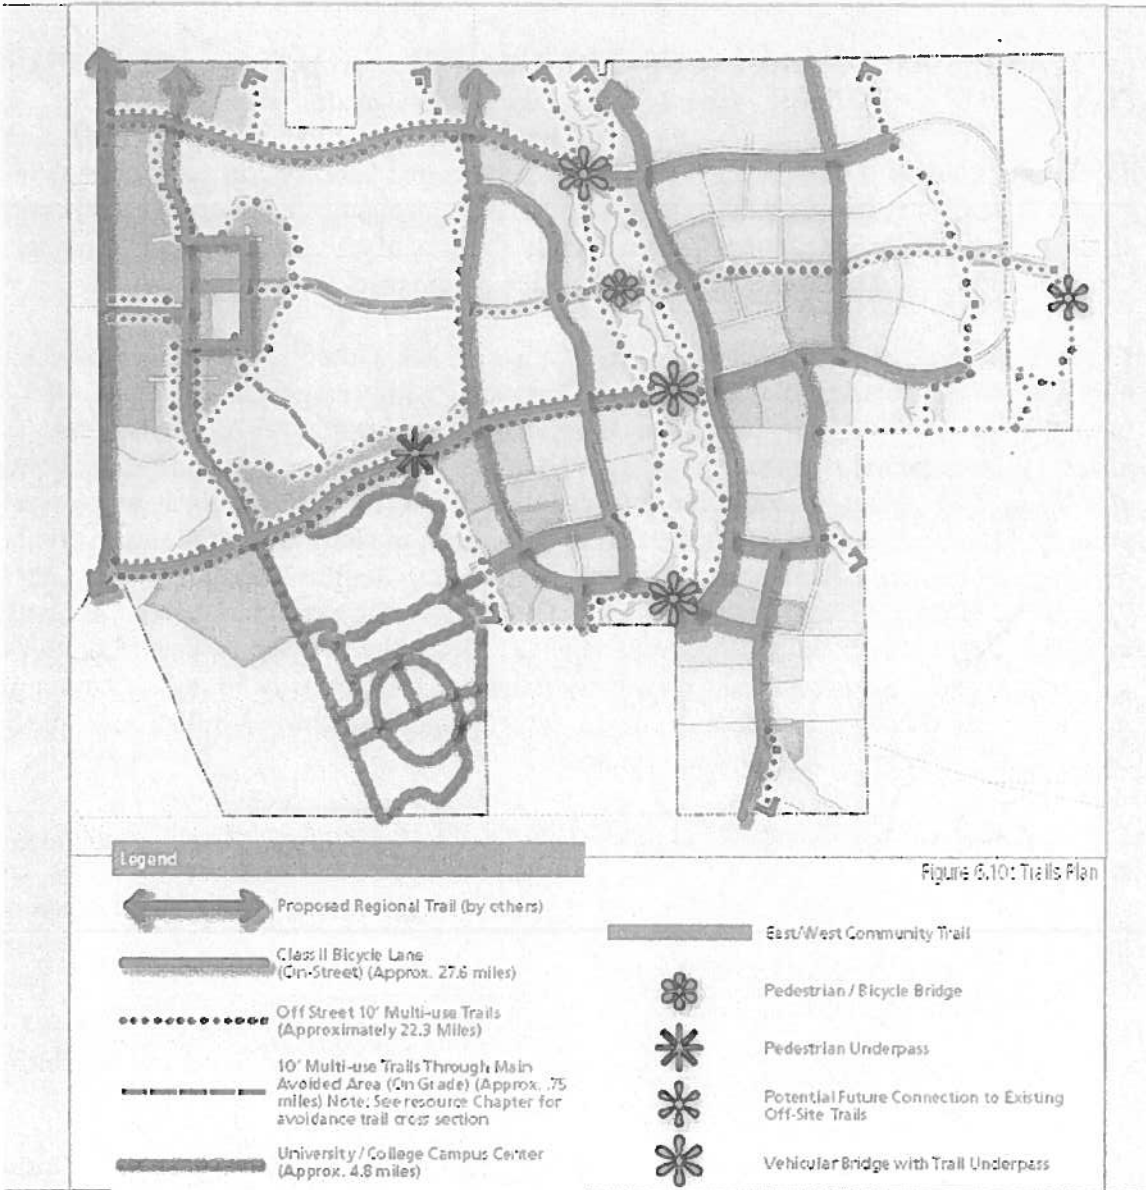 Legend
Figure 6.10: Trails Plan
Proposed Regional Trail (by others)
Class II Bicycle Lane
(On-Street) (Approx. 27.6 miles)
Off Street 10' Multi-use Trails
(Approximately 22.3 Miles)
10' Multi-use Trails Through Main
Avoided Area (On Grade) (Approx. .75
miles) Note: See resource Chapter for
avoidance trail cross section
University / College Campus Center
(Approx. 4.8 miles)
East/West Community Trail
Pedestrian / Bicycle Bridge
Pedestrian Underpass
Potential Future Connection to Existing
Off-Site Trails
Vehicular Bridge with Trail Underpass